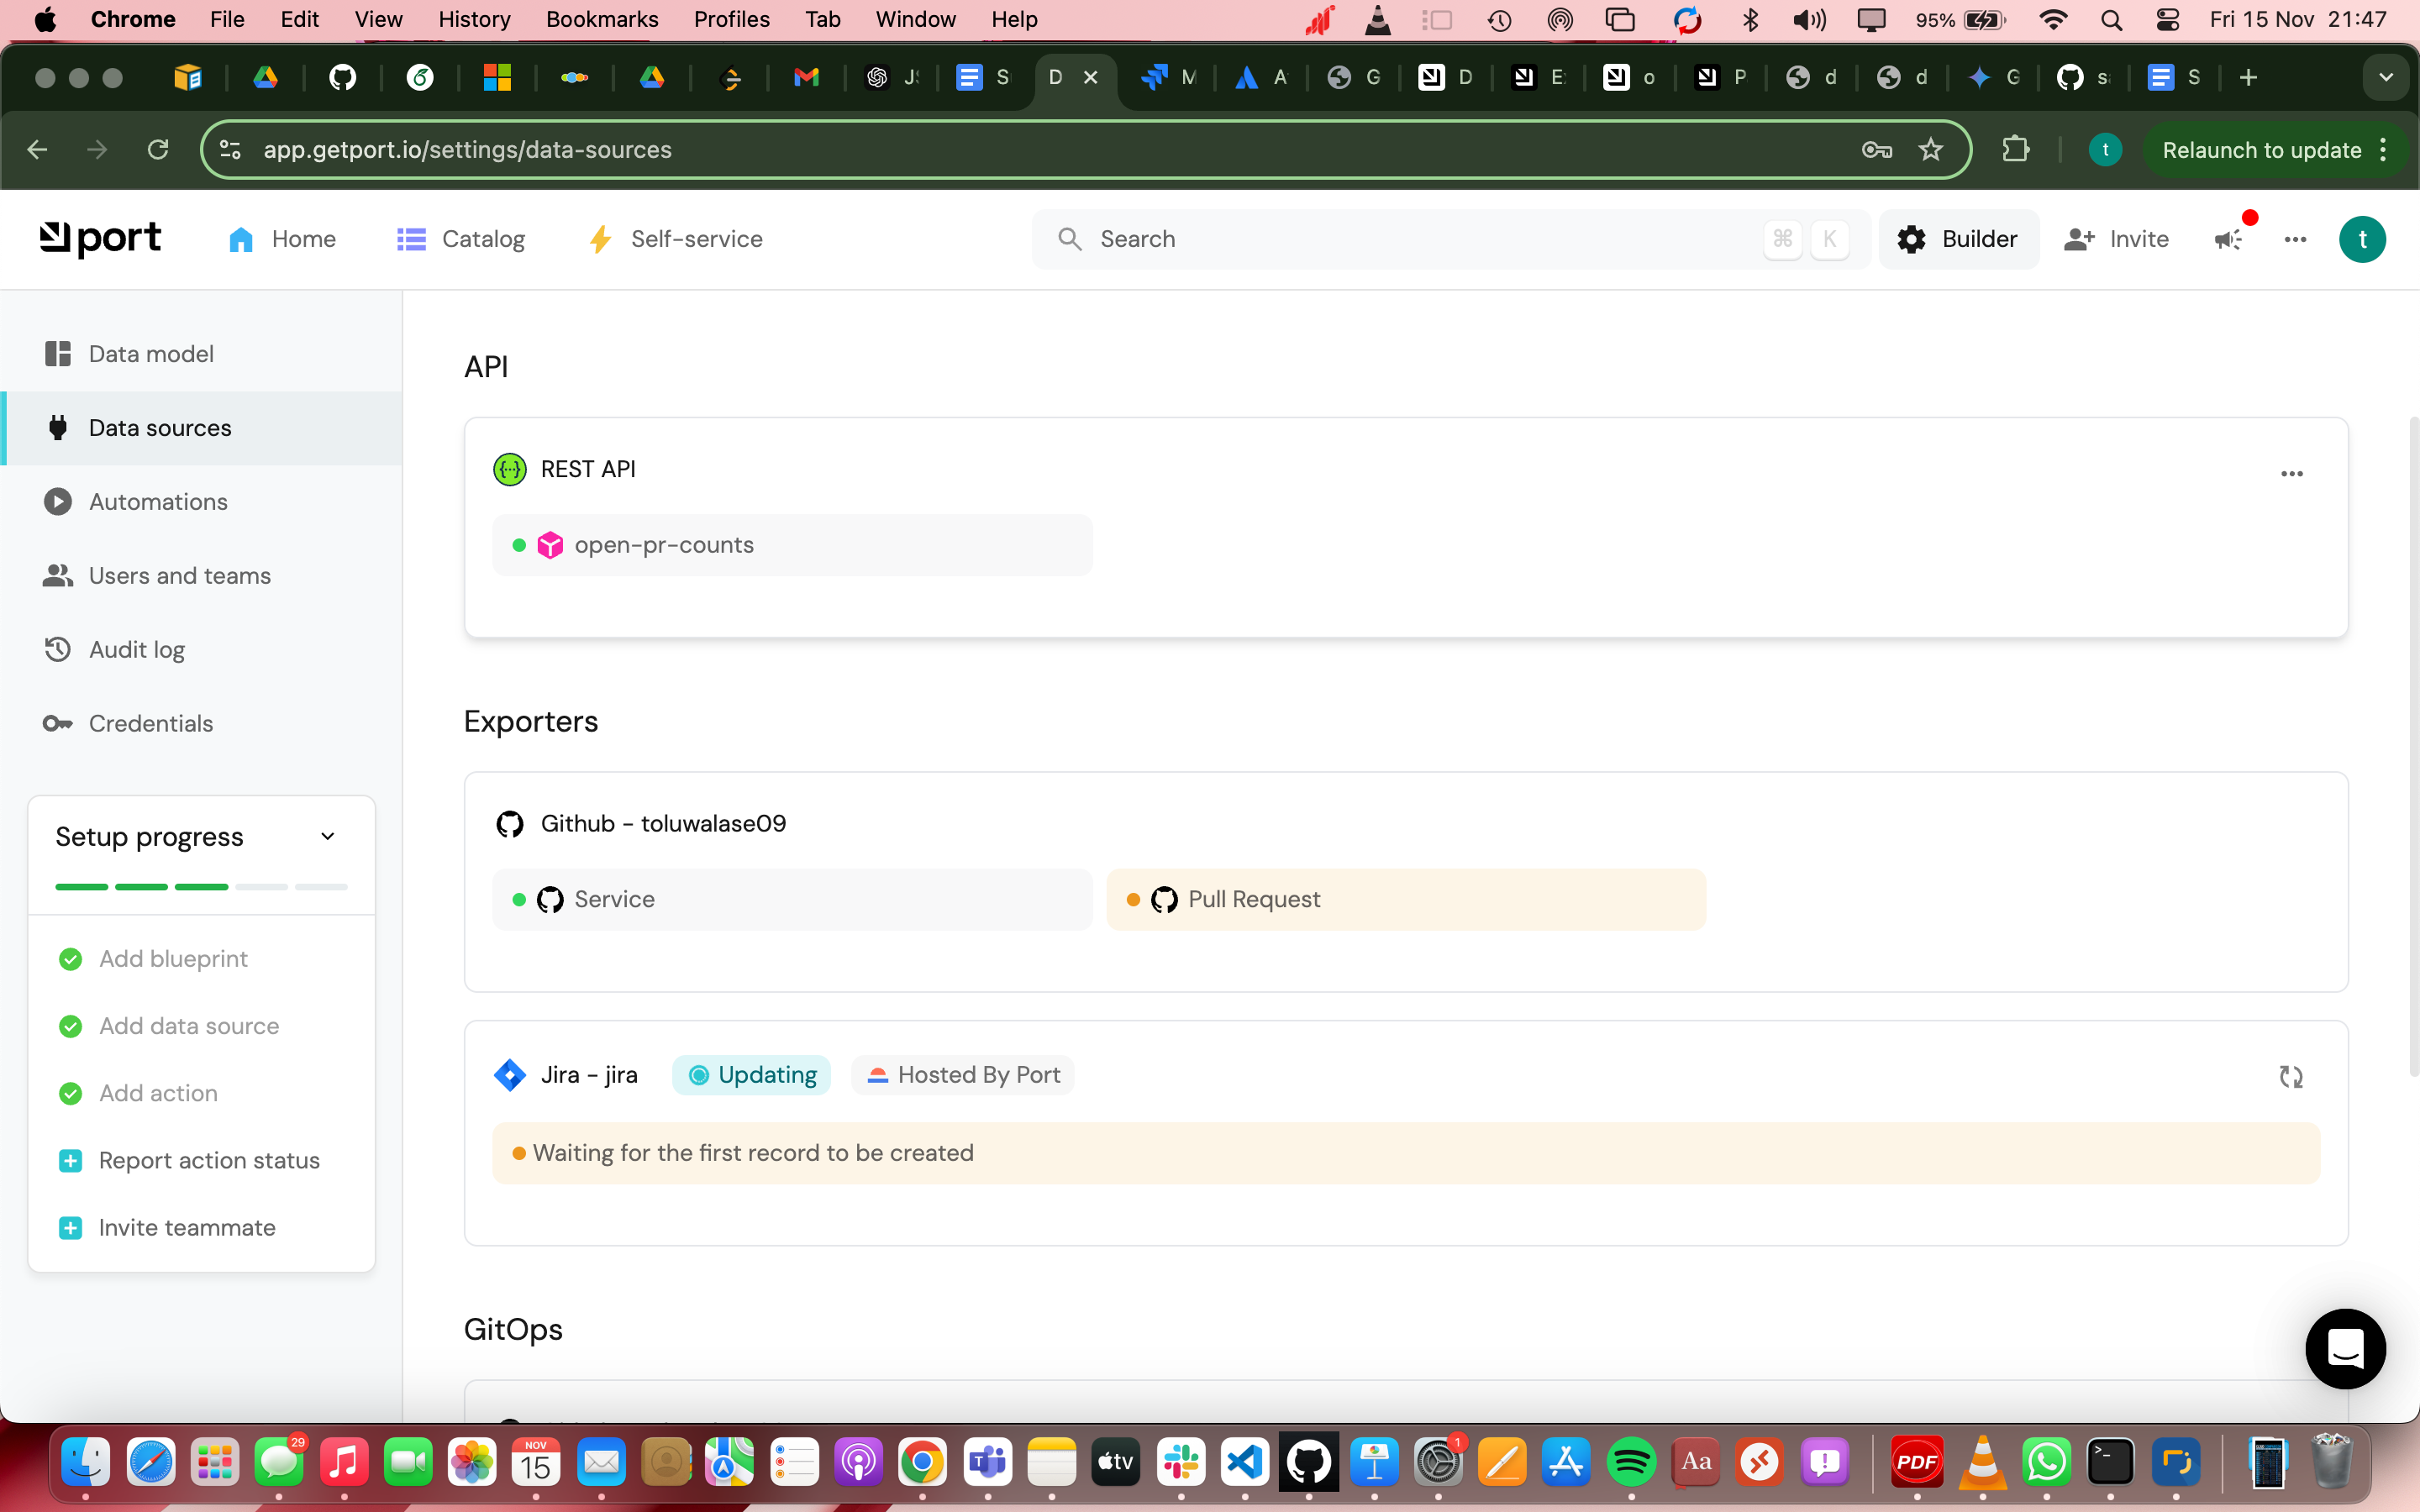 Chrome File Edit View History Bookmarks Profiles Tab Window Help 95% Fri 15 Nov 21:47
S D M A G D E o P d d G s S
app.getport.io/settings/data-sources
t Relaunch to update
port Home Catalog Self-service Search ⌘ K Builder Invite t
Data model
Data sources
Automations
Users and teams
Audit log
Credentials
Setup progress
Add blueprint
Add data source
Add action
Report action status
Invite teammate
API
REST API
open-pr-counts
Exporters
Github - toluwalase09
Service Pull Request
Jira - jira Updating Hosted By Port
Waiting for the first record to be created
GitOps
29 NOV 15 tv 1 Aa PDF